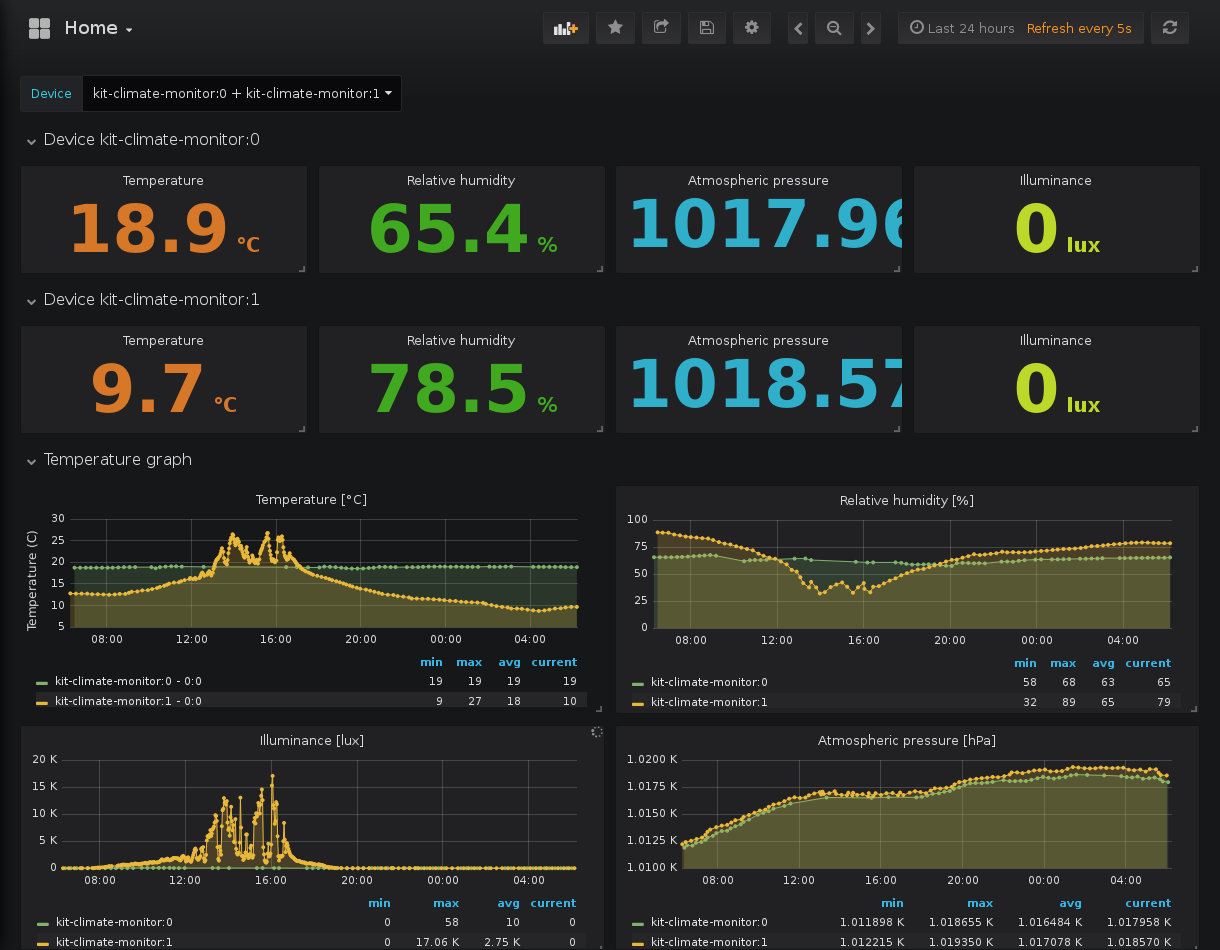 Home
Last 24 hours Refresh every 5s
Device kit-climate-monitor:0 + kit-climate-monitor:1
Device kit-climate-monitor:0
Temperature Relative humidity Atmospheric pressure Illuminance
18.9 °C 65.4 % 1017.96 0 lux
Device kit-climate-monitor:1
Temperature Relative humidity Atmospheric pressure Illuminance
9.7 °C 78.5 % 1018.57 0 lux
Temperature graph
Temperature [°C]
Temperature (C)
30
25
20
15
10
5
08:00 12:00 16:00 20:00 00:00 04:00
min max avg current
kit-climate-monitor:0 - 0:0 19 19 19 19
kit-climate-monitor:1 - 0:0 9 27 18 10
Relative humidity [%]
100
75
50
25
0
08:00 12:00 16:00 20:00 00:00 04:00
min max avg current
kit-climate-monitor:0 58 68 63 65
kit-climate-monitor:1 32 89 65 79
Illuminance [lux]
20 K
15 K
10 K
5 K
0
08:00 12:00 16:00 20:00 00:00 04:00
min max avg current
kit-climate-monitor:0 0 58 10 0
kit-climate-monitor:1 0 17.06 K 2.75 K 0
Atmospheric pressure [hPa]
1.0200 K
1.0175 K
1.0150 K
1.0125 K
1.0100 K
08:00 12:00 16:00 20:00 00:00 04:00
min max avg current
kit-climate-monitor:0 1.011898 K 1.018655 K 1.016484 K 1.017958 K
kit-climate-monitor:1 1.012215 K 1.019350 K 1.017078 K 1.018570 K